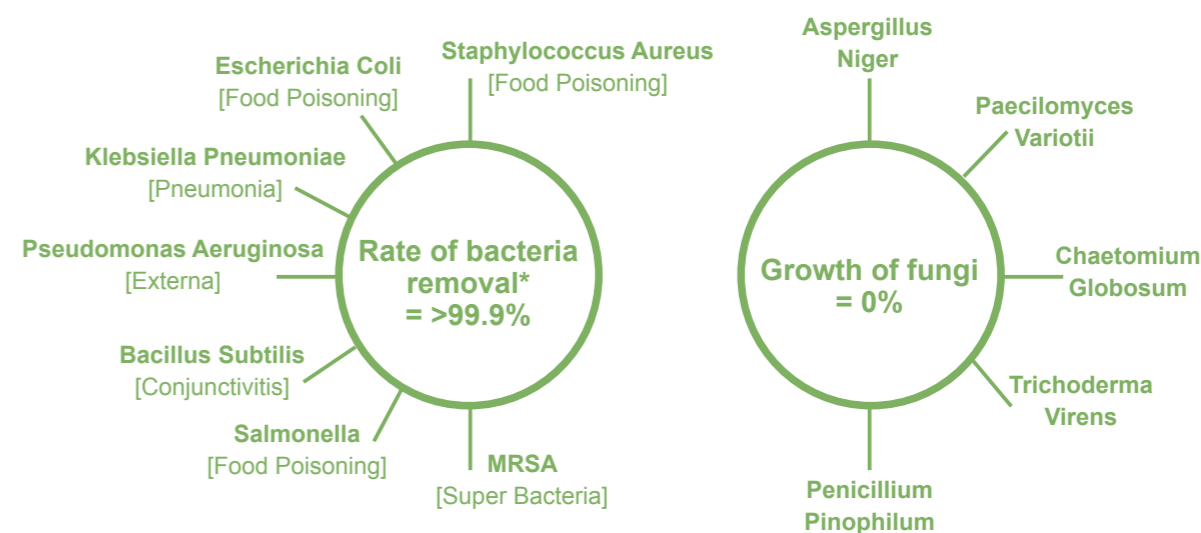 Staphylococcus Aureus
[Food Poisoning]
Escherichia Coli
[Food Poisoning]
Klebsiella Pneumoniae
[Pneumonia]
Pseudomonas Aeruginosa
[Externa]
Bacillus Subtilis
[Conjunctivitis]
Salmonella
[Food Poisoning]
MRSA
[Super Bacteria]
Rate of bacteria
removal*
= >99.9%
Aspergillus
Niger
Paecilomyces
Variotii
Chaetomium
Globosum
Trichoderma
Virens
Penicillium
Pinophilum
Growth of fungi
= 0%